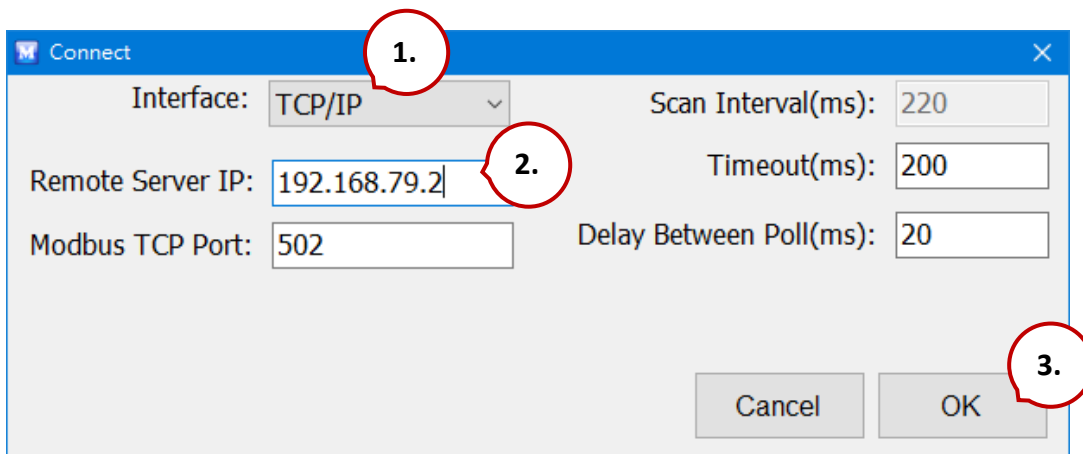 M Connect
1.
Interface: TCP/IP
Scan Interval(ms): 220
Remote Server IP: 192.168.79.2
2.
Timeout(ms): 200
Modbus TCP Port: 502
Delay Between Poll(ms): 20
3.
Cancel OK